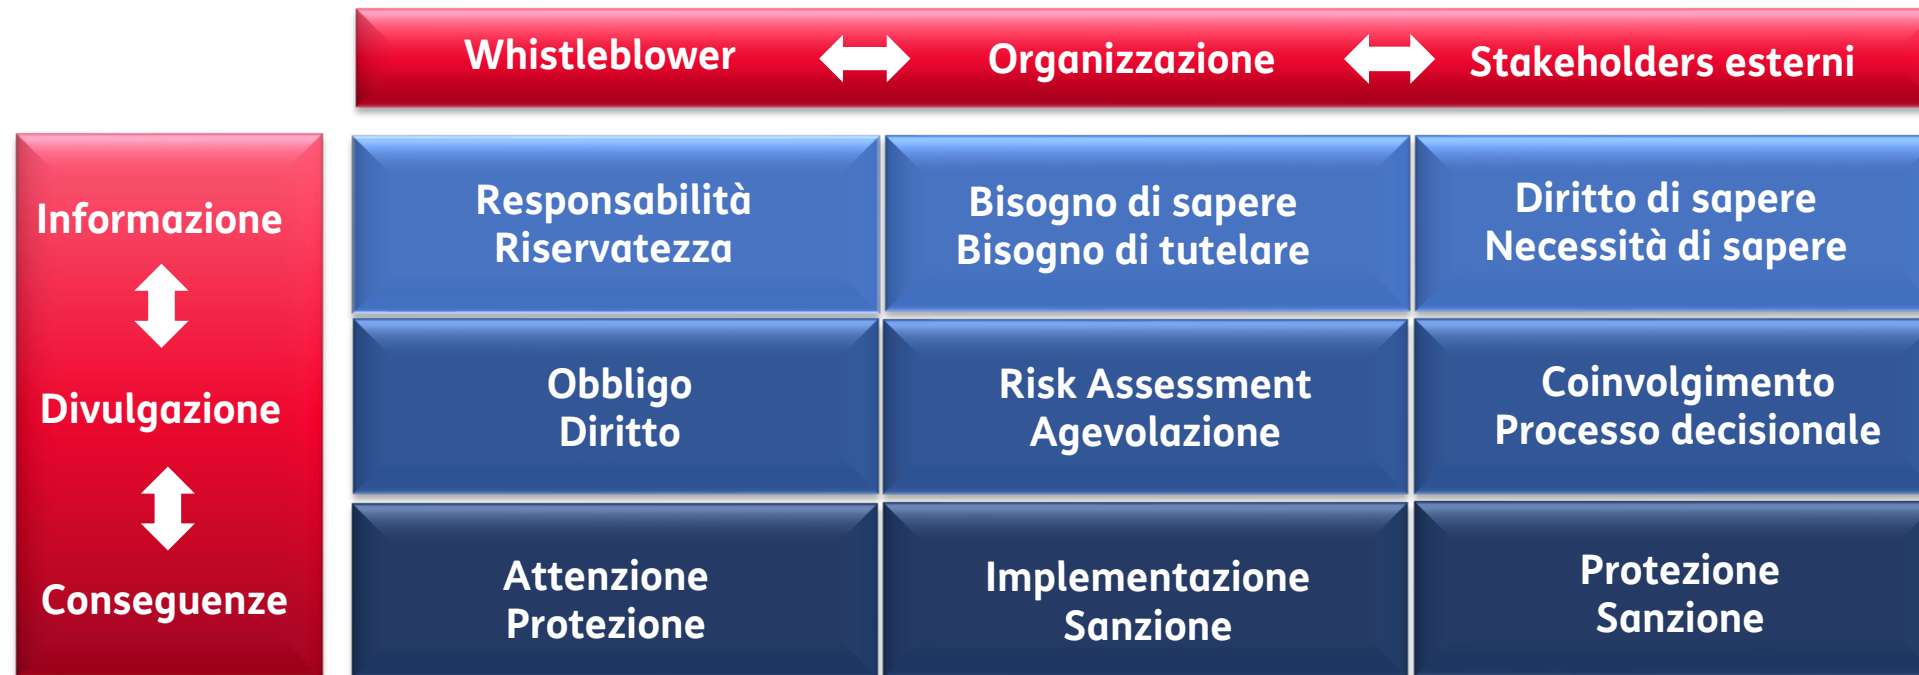 Whistleblower Organizzazione Stakeholders esterni
Informazione
Responsabilità
Riservatezza
Bisogno di sapere
Bisogno di tutelare
Diritto di sapere
Necessità di sapere
Divulgazione
Obbligo
Diritto
Risk Assessment
Agevolazione
Coinvolgimento
Processo decisionale
Conseguenze
Attenzione
Protezione
Implementazione
Sanzione
Protezione
Sanzione